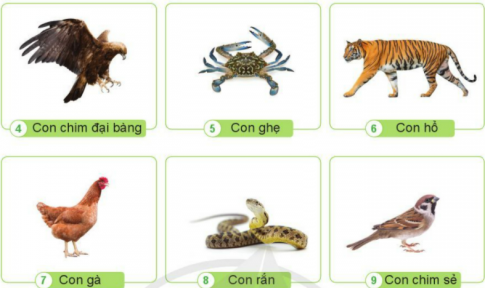 4 Con chim đại bàng
5 Con ghẹ
6 Con hổ
7 Con gà
8 Con rắn
9 Con chim sẻ